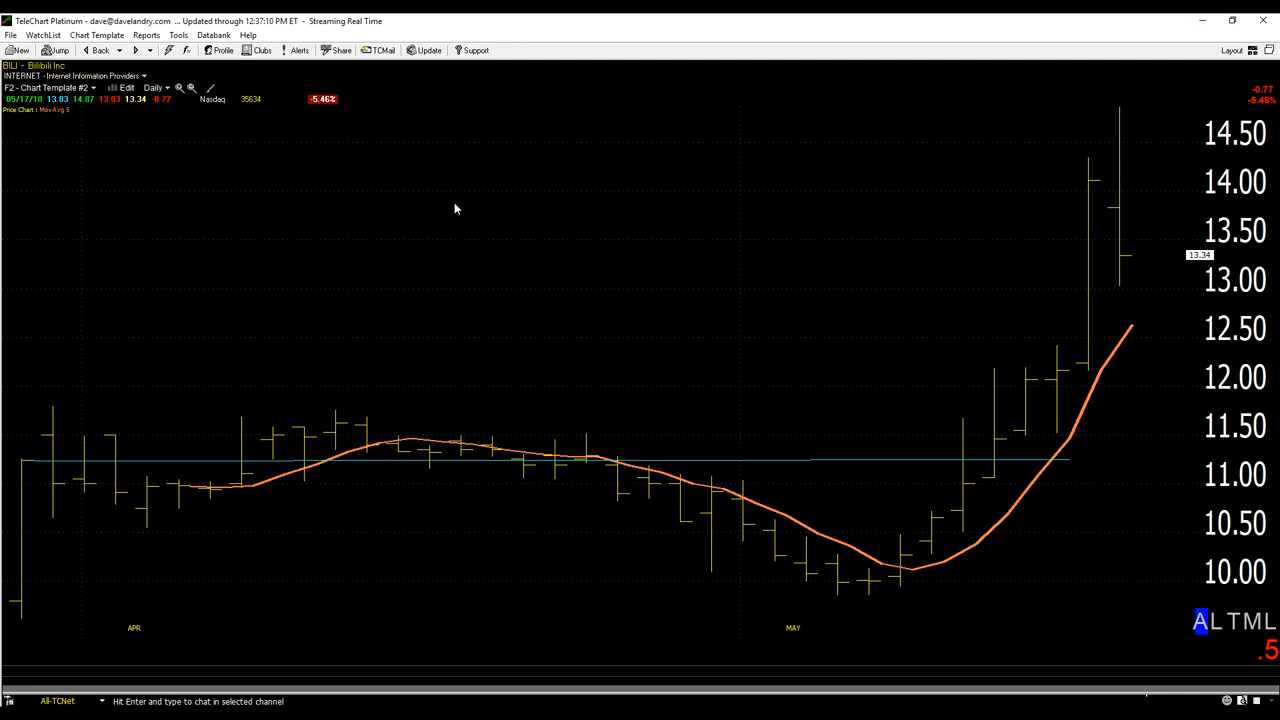 TeleChart Platinum - dave@davelandry.com ... Updated through 12:37:10 PM ET - Streaming Real Time
File WatchList Chart Template Reports Tools Databank Help
New Jump Back Profile Clubs Alerts Share TCMail Update Support Layout
BILI - Bilibili Inc
INTERNET - Internet Information Providers
F2 - Chart Template #2 Edit Daily
05/17/18 13.83 14.87 13.03 13.34 -0.77 Nasdaq 35634 -5.46%
-0.77
-5.46%
Price Chart : MovAvg 5
14.50
14.00
13.50
13.34
13.00
12.50
12.00
11.50
11.00
10.50
10.00
ALTML
APR MAY
.5
All-TCNet Hit Enter and type to chat in selected channel